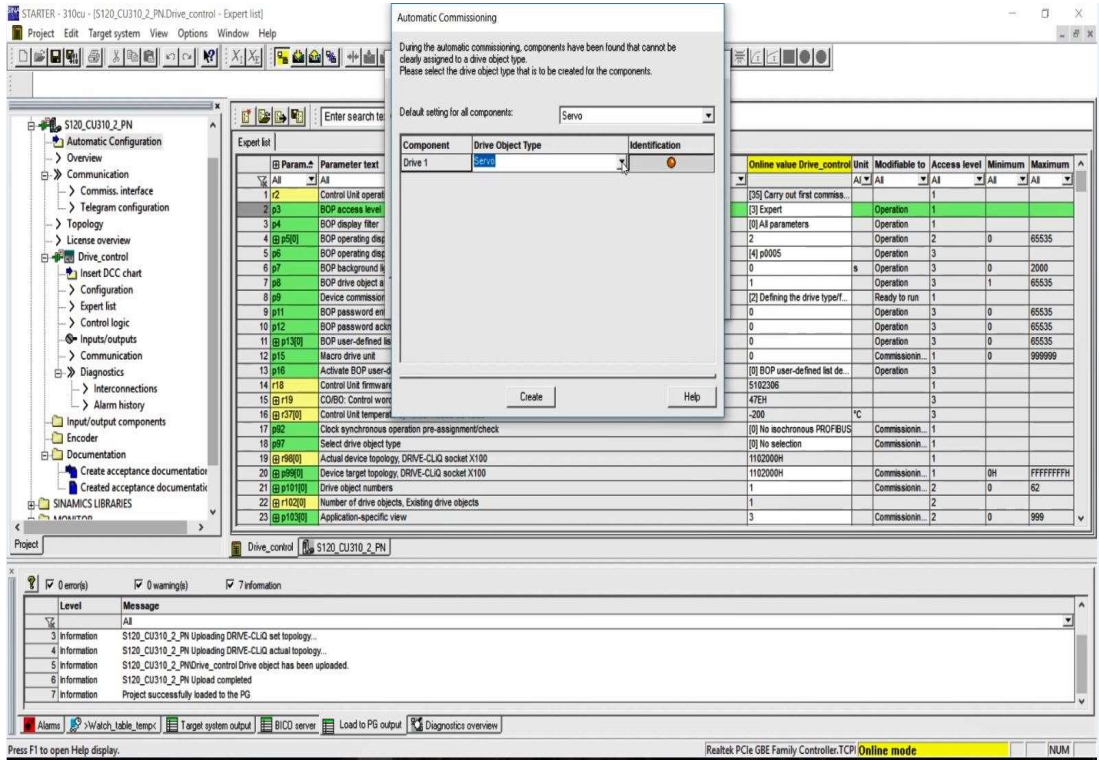 STARTER - 310cu - [S120_CU310_2_PN.Drive_control - Expert list]
Project Edit Target system View Options Window Help
Automatic Commissioning
During the automatic commissioning, components have been found that cannot be
clearly assigned to a drive object type.
Please select the drive object type that is to be created for the components.
Default setting for all components: Servo
Component Drive Object Type Identification
Drive 1 Servo
Create Help
S120_CU310_2_PN
Automatic Configuration
Overview
Communication
Commiss. interface
Telegram configuration
Topology
License overview
Drive_control
Insert DCC chart
Configuration
Expert list
Control logic
Inputs/outputs
Communication
Diagnostics
Interconnections
Alarm history
Input/output components
Encoder
Documentation
Create acceptance documentation
Created acceptance documentatic
SINAMICS LIBRARIES
MONITOR
Project
Enter search te
Expert list
Param. Parameter text Online value Drive_control Unit Modifiable to Access level Minimum Maximum
All All All All All All All
1 r2 Control Unit operat [35] Carry out first commiss... 1
2 p3 BOP access level [3] Expert Operation 1
3 p4 BOP display filter [0] All parameters Operation 1
4 p5[0] BOP operating disp 2 Operation 2 0 65535
5 p6 BOP operating disp [4] p0005 Operation 3
6 p7 BOP background li 0 s Operation 3 0 2000
7 p8 BOP drive object a 1 Operation 3 1 65535
8 p9 Device commission [2] Defining the drive type/f... Ready to run 1
9 p11 BOP password en 0 Operation 3 0 65535
10 p12 BOP password ackn 0 Operation 3 0 65535
11 p13[0] BOP user-defined lis 0 Operation 3 0 65535
12 p15 Macro drive unit 0 Commissionin... 1 0 999999
13 p16 Activate BOP user-d [0] BOP user-defined list de... Operation 3
14 r18 Control Unit firmware 5102306 1
15 r19 CO/BO: Control word 47EH 3
16 r37[0] Control Unit temperat -200 °C 3
17 p92 Clock synchronous operation pre-assignment/check [0] No isochronous PROFIBUS Commissionin... 1
18 p97 Select drive object type [0] No selection Commissionin... 1
19 r98[0] Actual device topology, DRIVE-CLiQ socket X100 1102000H 1
20 p99[0] Device target topology, DRIVE-CLiQ socket X100 1102000H Commissionin... 1 0H FFFFFFFFH
21 p101[0] Drive object numbers 1 Commissionin... 2 0 62
22 r102[0] Number of drive objects, Existing drive objects 1 2
23 p103[0] Application-specific view 3 Commissionin... 2 0 999
Drive_control S120_CU310_2_PN
0 error(s) 0 warning(s) 7 information
Level Message
All
3 Information S120_CU310_2_PN Uploading DRIVE-CLiQ set topology...
4 Information S120_CU310_2_PN Uploading DRIVE-CLiQ actual topology...
5 Information S120_CU310_2_PN\Drive_control Drive object has been uploaded.
6 Information S120_CU310_2_PN Upload completed
7 Information Project successfully loaded to the PG
Alarms >Watch_table_temp< Target system output BICO server Load to PG output Diagnostics overview
Press F1 to open Help display. Realtek PCIe GBE Family Controller.TCPI Online mode NUM